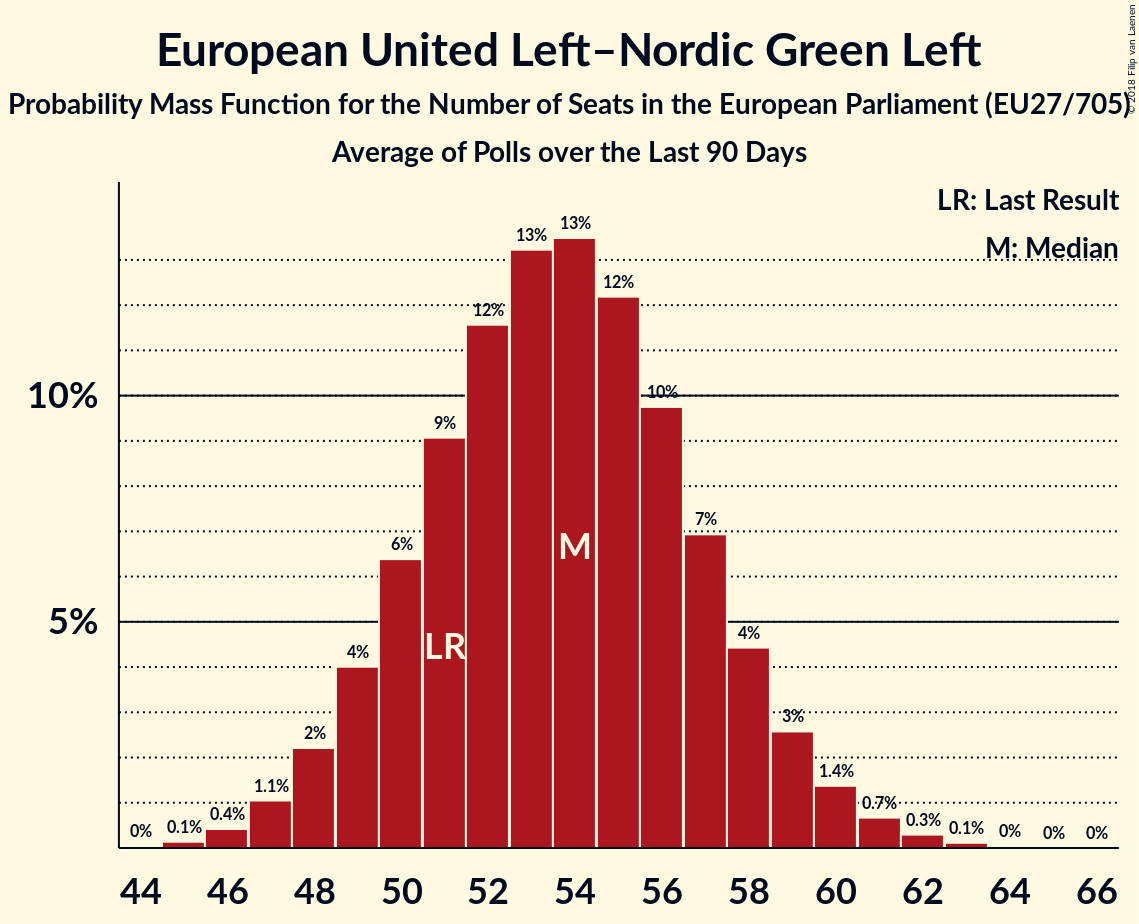 European United Left–Nordic Green Left
Probability Mass Function for the Number of Seats in the European Parliament (EU27/705)
Average of Polls over the Last 90 Days
© 2018 Filip van Laenen
LR: Last Result
M: Median
10%
5%
0%
0.1%
0.4%
1.1%
2%
4%
6%
9%
12%
13%
13%
12%
10%
7%
4%
3%
1.4%
0.7%
0.3%
0.1%
0%
0%
0%
LR
M
44 46 48 50 52 54 56 58 60 62 64 66